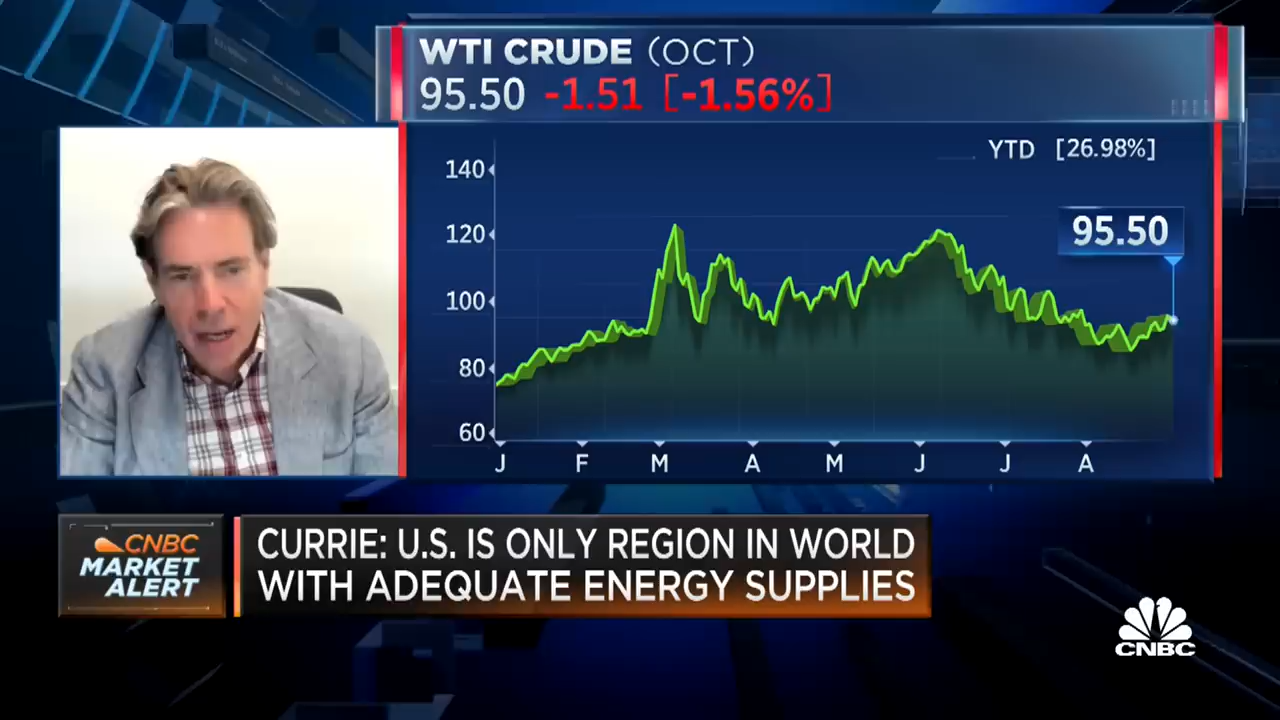 WTI CRUDE (OCT)
95.50 -1.51 [-1.56%]
YTD [26.98%]
140
120
100
80
60
95.50
J F M A M J J A
CNBC
MARKET
ALERT
CURRIE: U.S. IS ONLY REGION IN WORLD
WITH ADEQUATE ENERGY SUPPLIES
CNBC